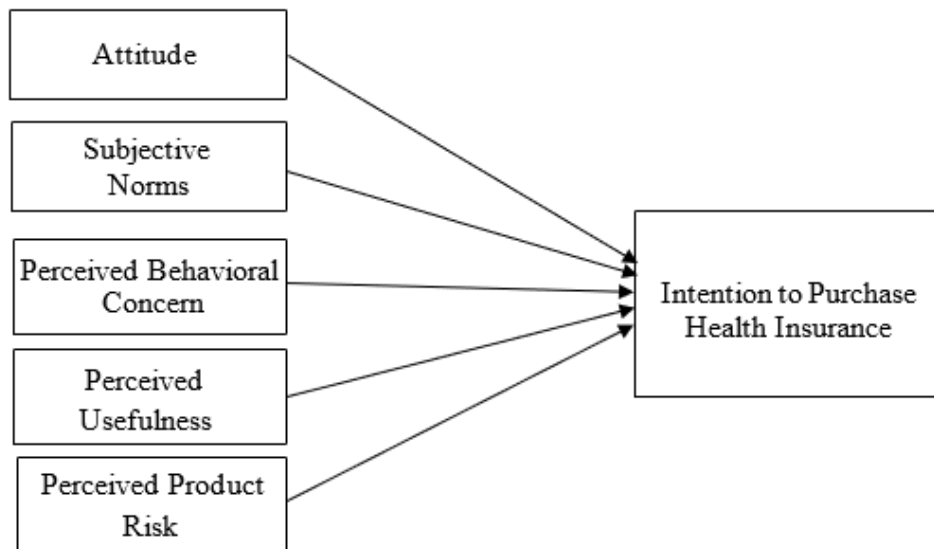 Attitude
Subjective
Norms
Perceived Behavioral
Concern
Perceived
Usefulness
Perceived Product
Risk
Intention to Purchase
Health Insurance